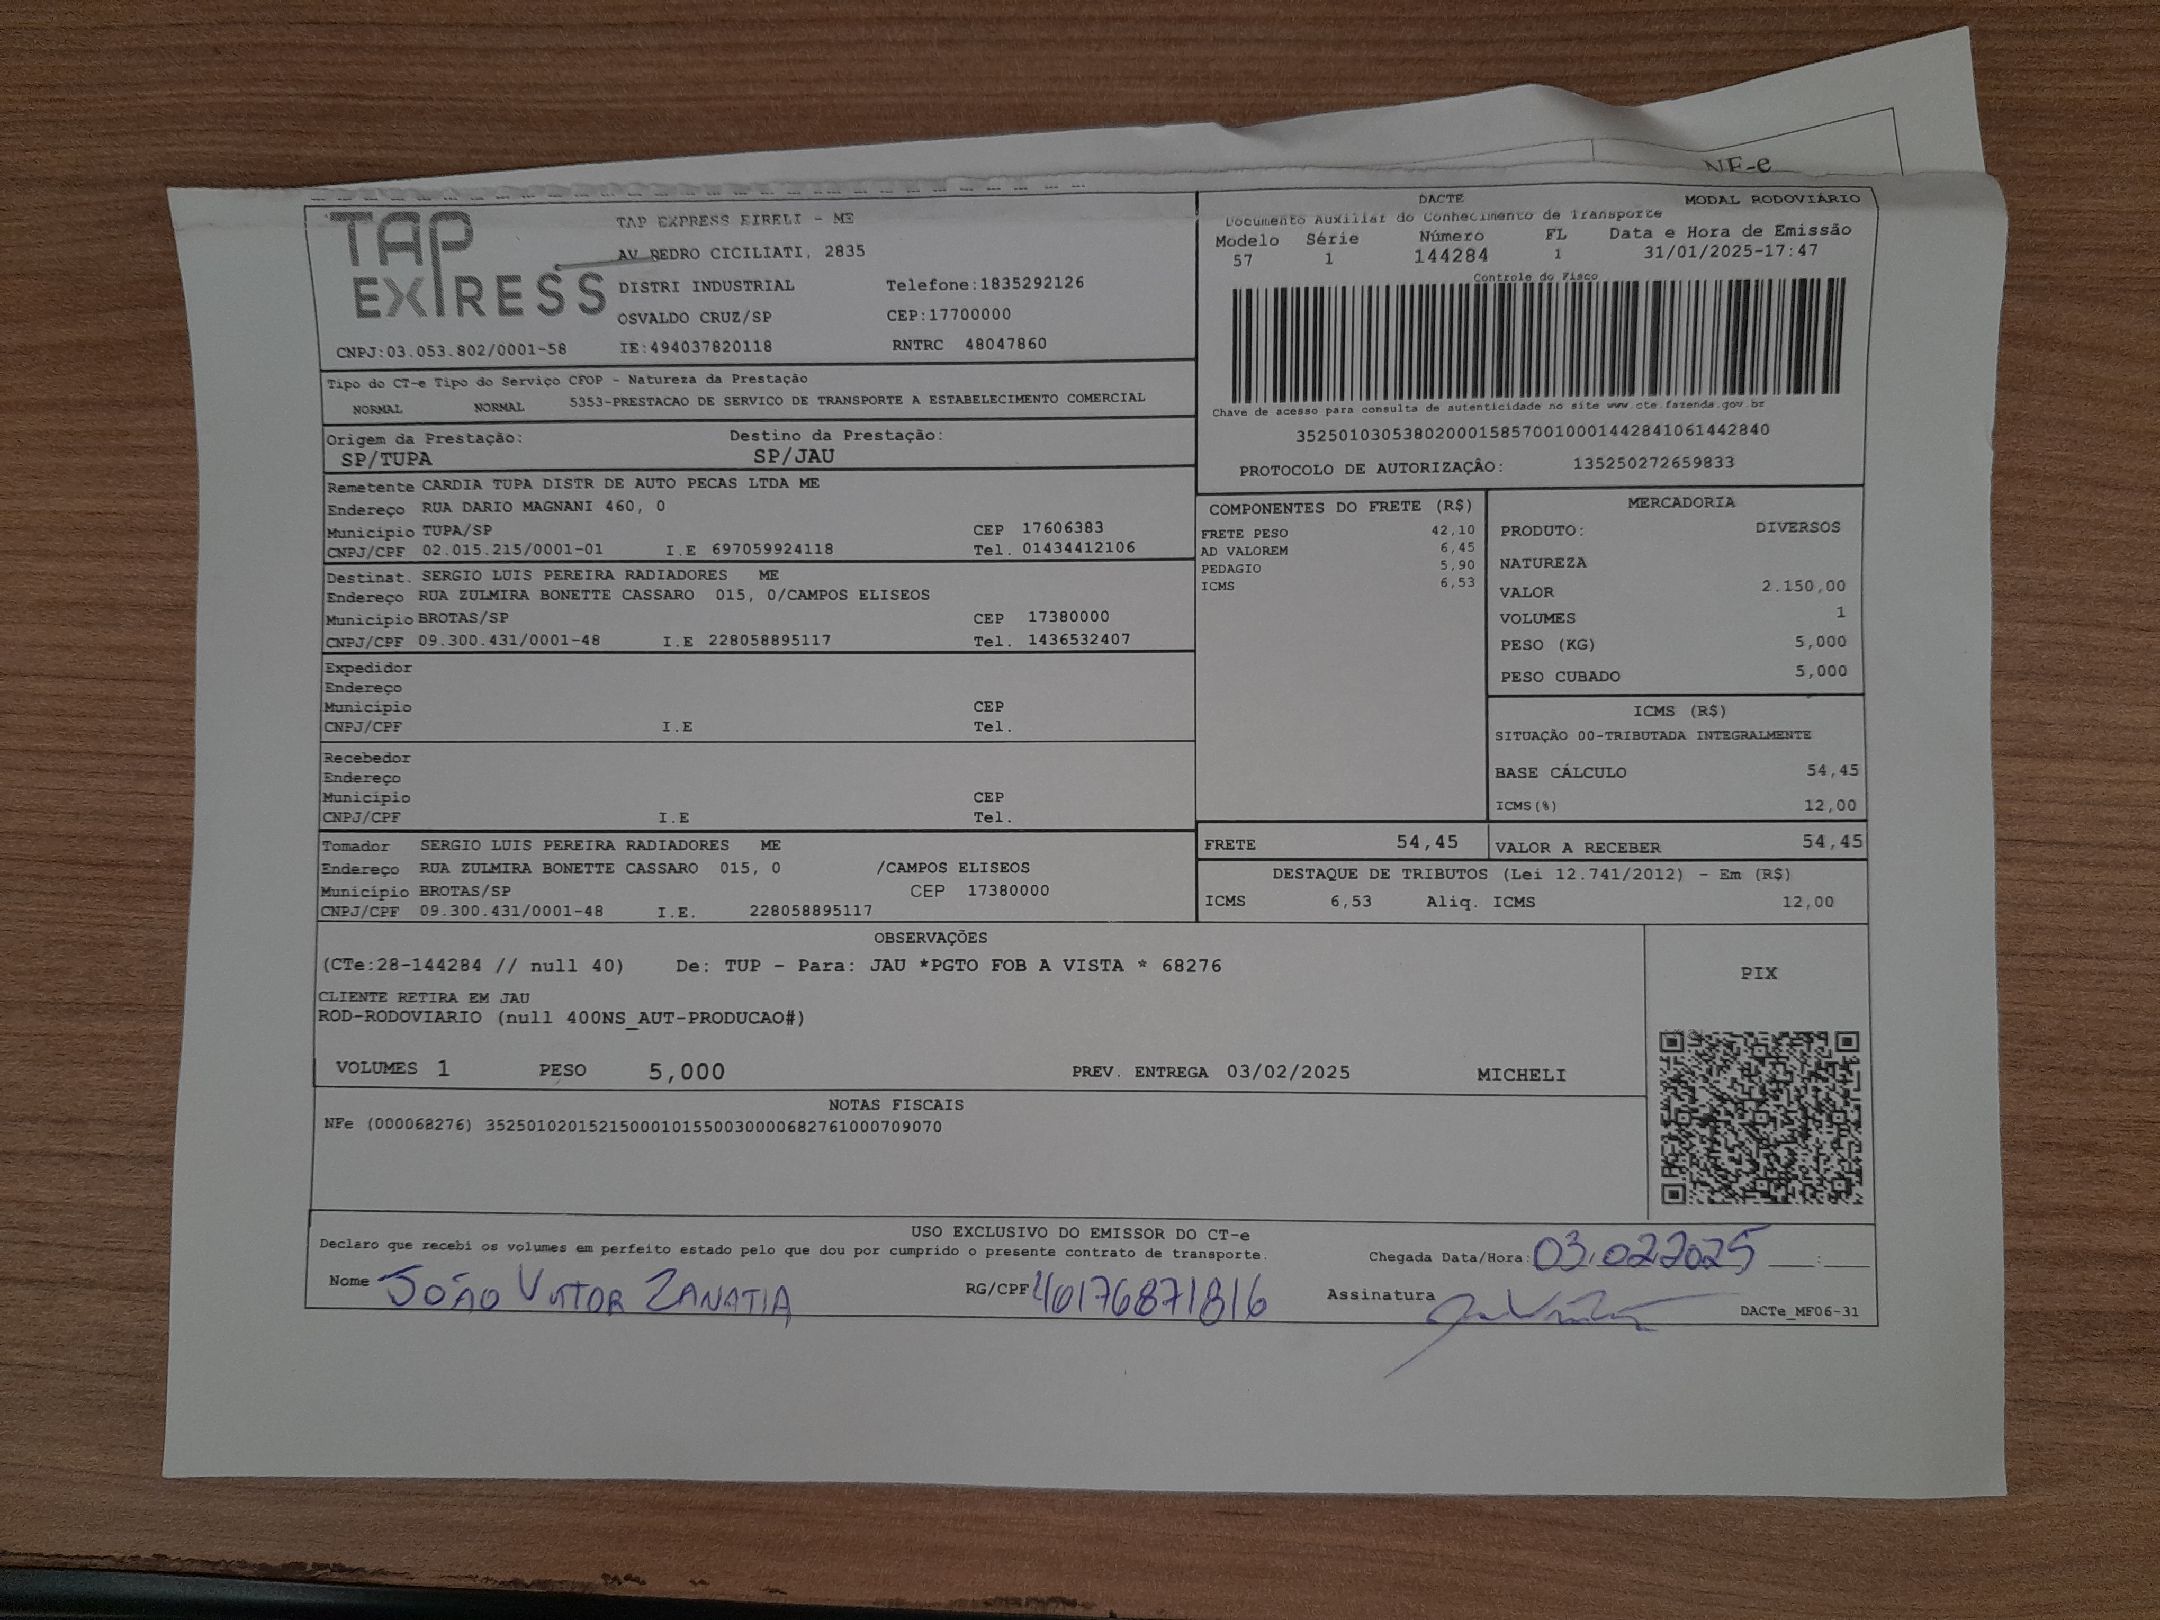 NF-e
TAP EXPRESS
TAP EXPRESS EIRELI - ME
AV PEDRO CICILIATI, 2835
DISTRI INDUSTRIAL Telefone:1835292126
OSVALDO CRUZ/SP CEP:17700000
CNPJ:03.053.802/0001-58 IE:494037820118 RNTRC 48047860
DACTE MODAL RODOVIÁRIO
Documento Auxiliar do Conhecimento de Transporte
Modelo Série Número FL Data e Hora de Emissão
57 1 144284 1 31/01/2025-17:47
Controle do Fisco
Chave de acesso para consulta de autenticidade no site www.cte.fazenda.gov.br
35250103053802000158570010001442841061442840
PROTOCOLO DE AUTORIZAÇÃO: 135250272659833
Tipo do CT-e Tipo do Serviço CFOP - Natureza da Prestação
NORMAL NORMAL 5353-PRESTACAO DE SERVICO DE TRANSPORTE A ESTABELECIMENTO COMERCIAL
Origem da Prestação: Destino da Prestação:
SP/TUPA SP/JAU
Remetente CARDIA TUPA DISTR DE AUTO PECAS LTDA ME
Endereço RUA DARIO MAGNANI 460, 0
Município TUPA/SP CEP 17606383
CNPJ/CPF 02.015.215/0001-01 I.E 697059924118 Tel. 01434412106
Destinat. SERGIO LUIS PEREIRA RADIADORES ME
Endereço RUA ZULMIRA BONETTE CASSARO 015, 0/CAMPOS ELISEOS
Município BROTAS/SP CEP 17380000
CNPJ/CPF 09.300.431/0001-48 I.E 228058895117 Tel. 1436532407
Expedidor
Endereço
Município CEP
CNPJ/CPF I.E Tel.
Recebedor
Endereço
Município CEP
CNPJ/CPF I.E Tel.
Tomador SERGIO LUIS PEREIRA RADIADORES ME
Endereço RUA ZULMIRA BONETTE CASSARO 015, 0 /CAMPOS ELISEOS
Município BROTAS/SP CEP 17380000
CNPJ/CPF 09.300.431/0001-48 I.E. 228058895117
COMPONENTES DO FRETE (R$)
FRETE PESO 42,10
AD VALOREM 6,45
PEDAGIO 5,90
ICMS 6,53
MERCADORIA
PRODUTO: DIVERSOS
NATUREZA
VALOR 2.150,00
VOLUMES 1
PESO (KG) 5,000
PESO CUBADO 5,000
ICMS (R$)
SITUAÇÃO 00-TRIBUTADA INTEGRALMENTE
BASE CÁLCULO 54,45
ICMS(%) 12,00
FRETE 54,45 VALOR A RECEBER 54,45
DESTAQUE DE TRIBUTOS (Lei 12.741/2012) - Em (R$)
ICMS 6,53 Aliq. ICMS 12,00
OBSERVAÇÕES
(CTe:28-144284 // null 40) De: TUP - Para: JAU *PGTO FOB A VISTA * 68276
CLIENTE RETIRA EM JAU
ROD-RODOVIARIO (null 400NS_AUT-PRODUCAO#)
VOLUMES 1 PESO 5,000 PREV. ENTREGA 03/02/2025 MICHELI
PIX
NOTAS FISCAIS
NFe (000068276) 35250102015215000101550030000682761000709070
USO EXCLUSIVO DO EMISSOR DO CT-e
Declaro que recebi os volumes em perfeito estado pelo que dou por cumprido o presente contrato de transporte.
Chegada Data/Hora: 03.02 2025 ___:___
Nome João Vitor Zanatta RG/CPF 40176871816 Assinatura
DACTe_MF06-31